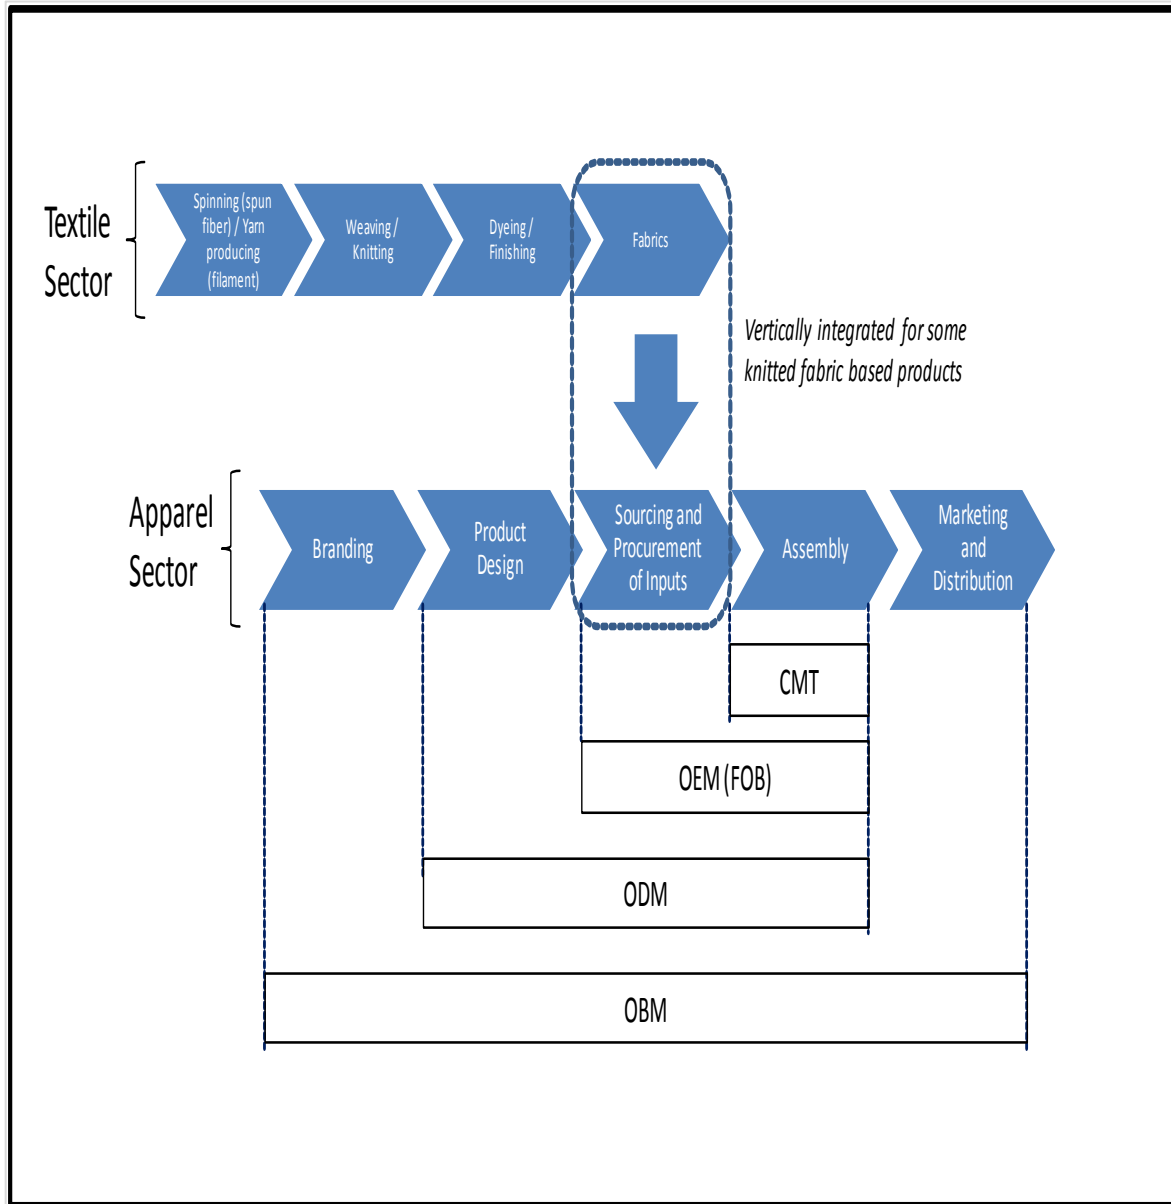 Textile
Sector
Spinning (spun
fiber) / Yarn
producing
(filament)
Weaving /
Knitting
Dyeing /
Finishing
Fabrics
Vertically integrated for some
knitted fabric based products
Apparel
Sector
Branding
Product
Design
Sourcing and
Procurement
of Inputs
Assembly
Marketing
and
Distribution
CMT
OEM (FOB)
ODM
OBM